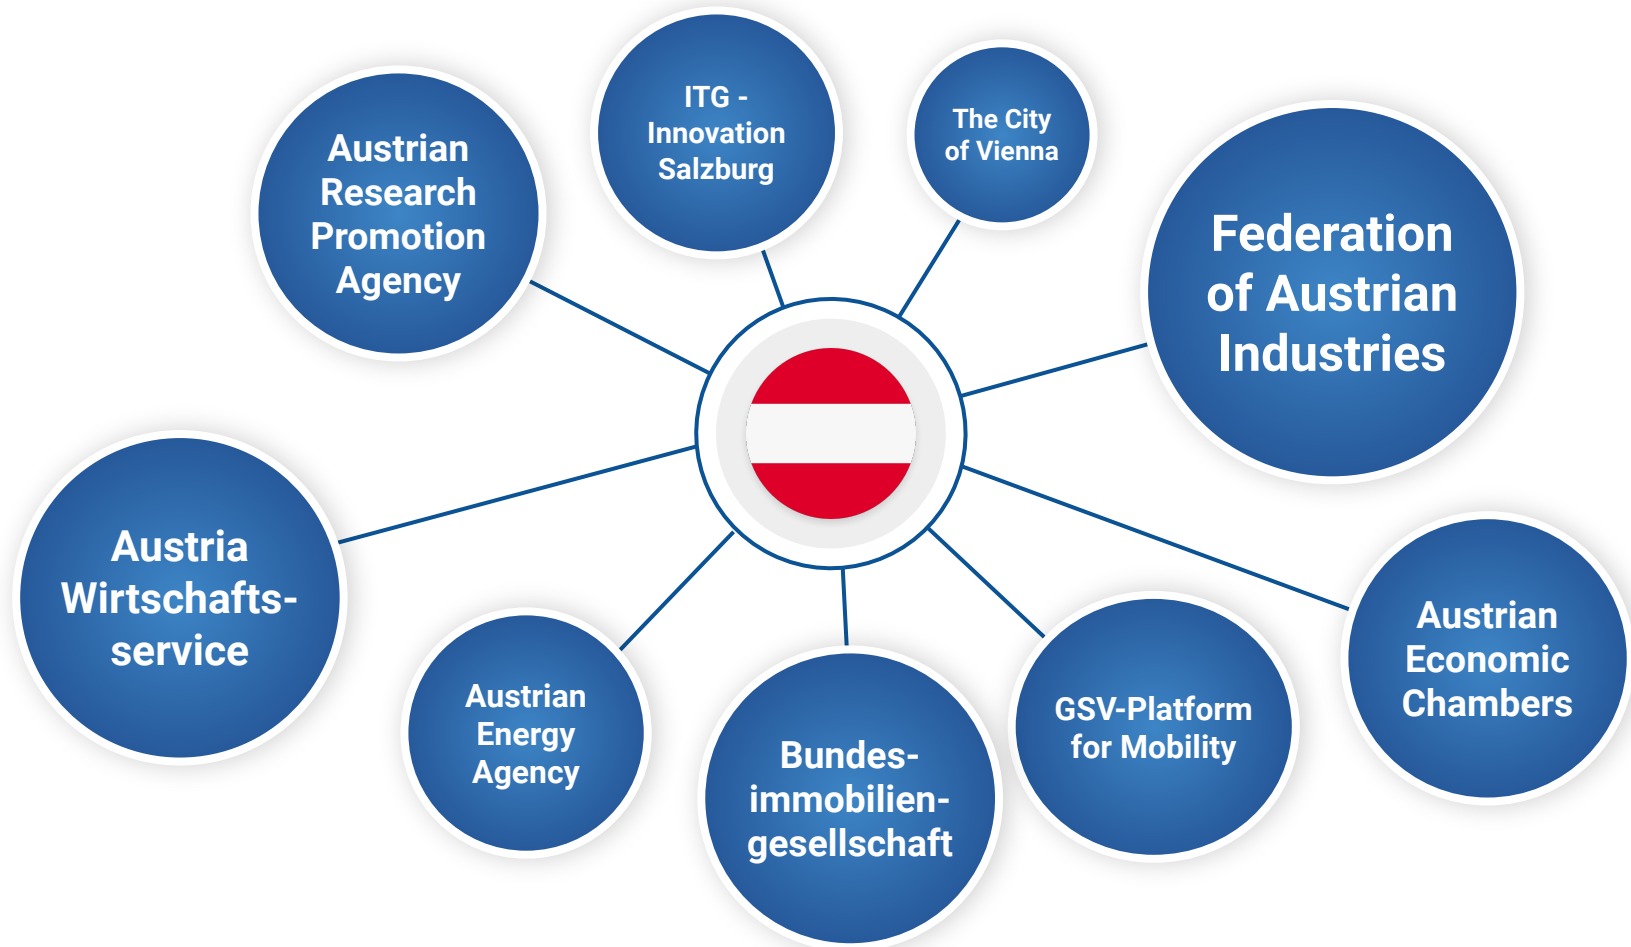 ITG -
Innovation
Salzburg
The City
of Vienna
Austrian
Research
Promotion
Agency
Federation
of Austrian
Industries
Austria
Wirtschafts-
service
Austrian
Energy
Agency
Bundes-
immobilien-
gesellschaft
GSV-Platform
for Mobility
Austrian
Economic
Chambers